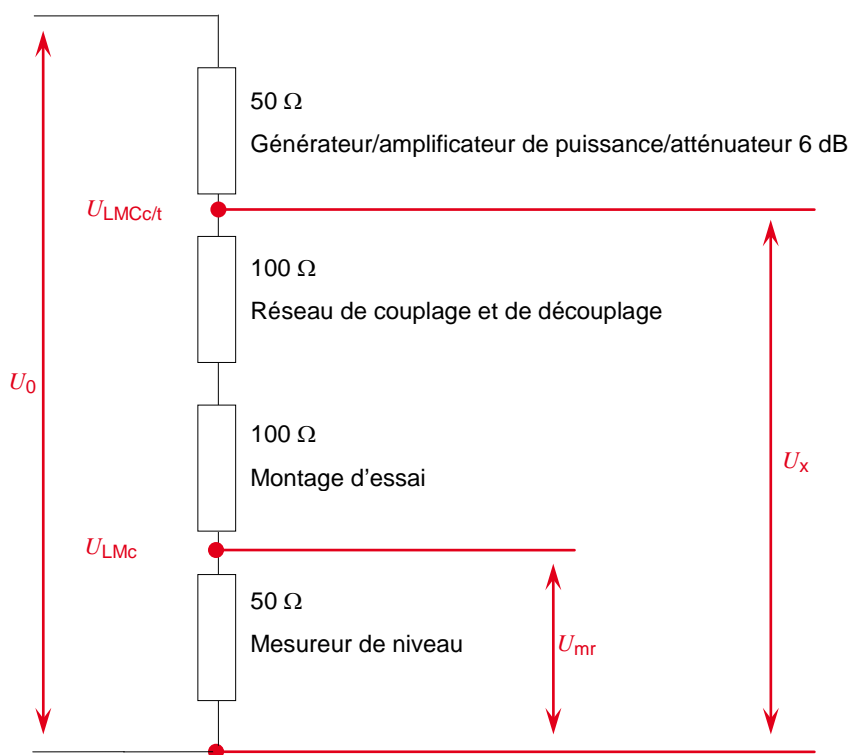 50 Ω
Générateur/amplificateur de puissance/atténuateur 6 dB
ULMCc/t
100 Ω
Réseau de couplage et de découplage
U0
100 Ω
Montage d'essai
Ux
ULMc
50 Ω
Mesureur de niveau
Umr